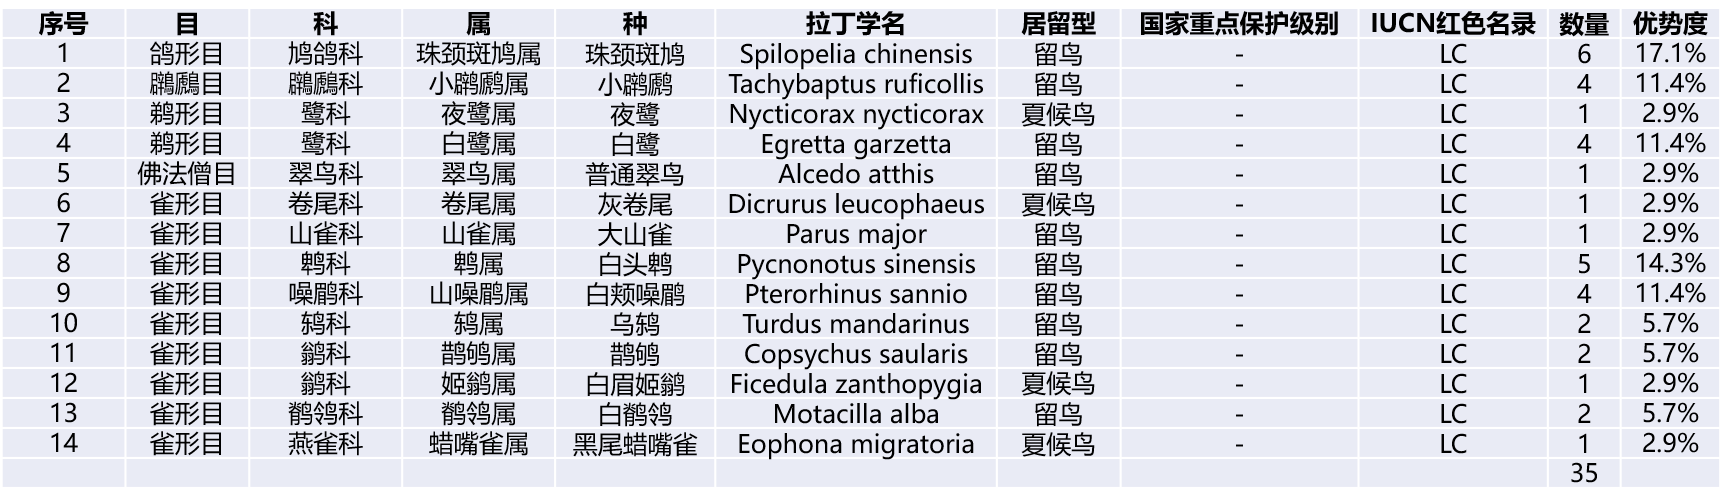 序号 目 科 属 种 拉丁学名 居留型 国家重点保护级别 IUCN红色名录 数量 优势度
1 鸽形目 鸠鸽科 珠颈斑鸠属 珠颈斑鸠 Spilopelia chinensis 留鸟 - LC 6 17.1%
2 鸊鷉目 鸊鷉科 小䴙䴘属 小䴙䴘 Tachybaptus ruficollis 留鸟 - LC 4 11.4%
3 鹈形目 鹭科 夜鹭属 夜鹭 Nycticorax nycticorax 夏候鸟 - LC 1 2.9%
4 鹈形目 鹭科 白鹭属 白鹭 Egretta garzetta 留鸟 - LC 4 11.4%
5 佛法僧目 翠鸟科 翠鸟属 普通翠鸟 Alcedo atthis 留鸟 - LC 1 2.9%
6 雀形目 卷尾科 卷尾属 灰卷尾 Dicrurus leucophaeus 夏候鸟 - LC 1 2.9%
7 雀形目 山雀科 山雀属 大山雀 Parus major 留鸟 - LC 1 2.9%
8 雀形目 鹎科 鹎属 白头鹎 Pycnonotus sinensis 留鸟 - LC 5 14.3%
9 雀形目 噪鹛科 山噪鹛属 白颊噪鹛 Pterorhinus sannio 留鸟 - LC 4 11.4%
10 雀形目 鸫科 鸫属 乌鸫 Turdus mandarinus 留鸟 - LC 2 5.7%
11 雀形目 鹟科 鹊鸲属 鹊鸲 Copsychus saularis 留鸟 - LC 2 5.7%
12 雀形目 鹟科 姬鹟属 白眉姬鹟 Ficedula zanthopygia 夏候鸟 - LC 1 2.9%
13 雀形目 鹡鸰科 鹡鸰属 白鹡鸰 Motacilla alba 留鸟 - LC 2 5.7%
14 雀形目 燕雀科 蜡嘴雀属 黑尾蜡嘴雀 Eophona migratoria 夏候鸟 - LC 1 2.9%
35